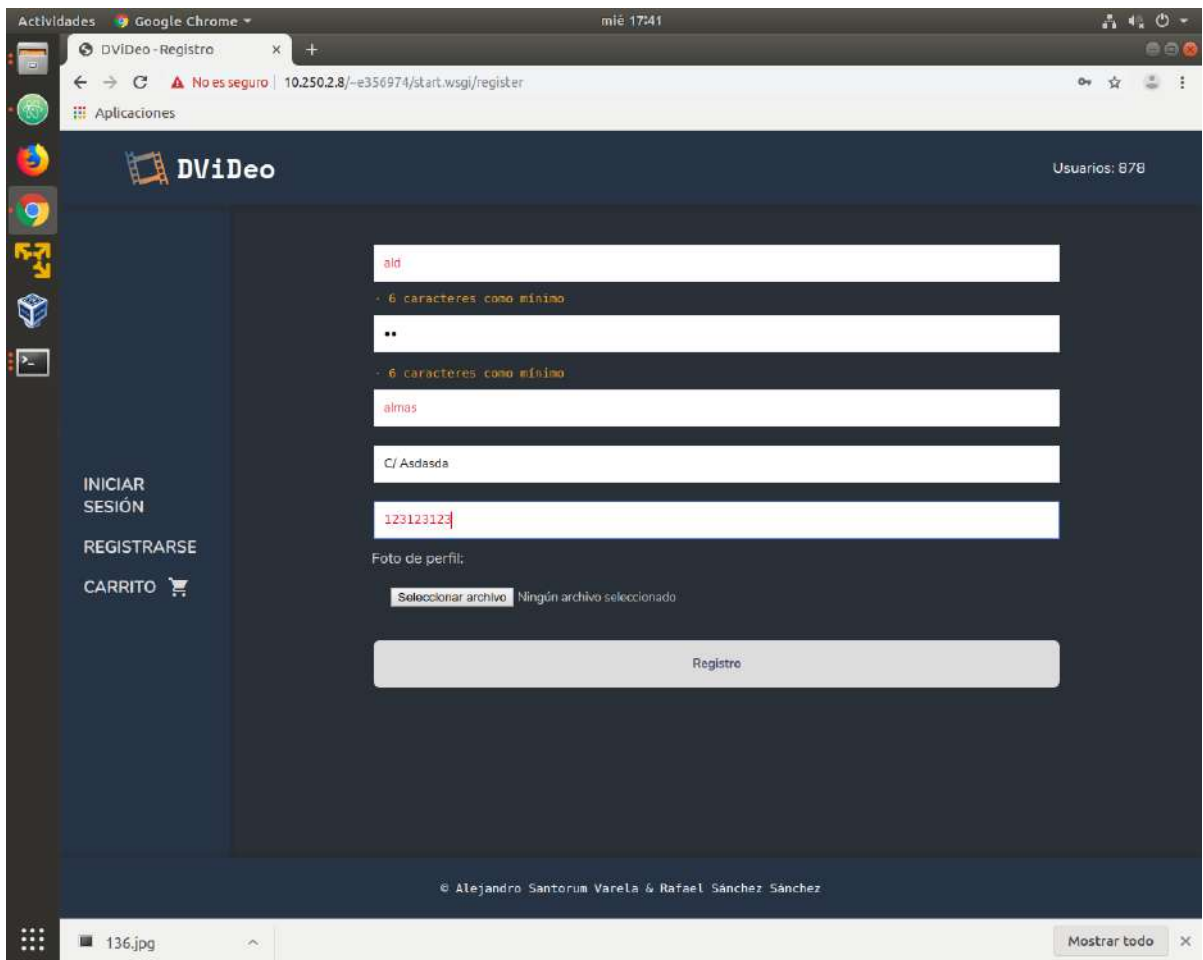 Actividades Google Chrome mié 17:41
DViDeo - Registro
No es seguro 10.250.2.8/~e356974/start.wsgi/register
Aplicaciones
DViDeo Usuarios: 878
ald
- 6 caracteres como mínimo
- 6 caracteres como mínimo
almas
C/ Asdasda
INICIAR
SESIÓN
123123123
REGISTRARSE
Foto de perfil:
CARRITO
Seleccionar archivo Ningún archivo seleccionado
Registro
© Alejandro Santorum Varela & Rafael Sánchez Sánchez
136.jpg Mostrar todo